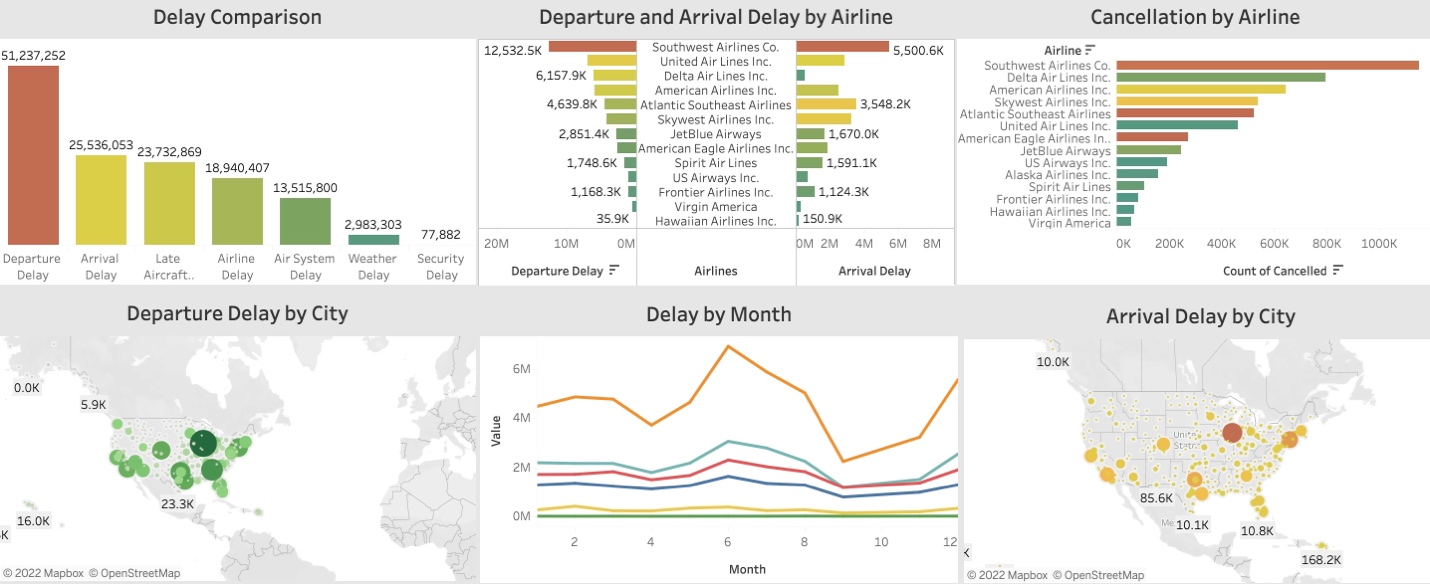 Delay Comparison
51,237,252
25,536,053
23,732,869
18,940,407
13,515,800
2,983,303
77,882
Departure Delay
Arrival Delay
Late Aircraft..
Airline Delay
Air System Delay
Weather Delay
Security Delay
Departure and Arrival Delay by Airline
12,532.5K Southwest Airlines Co. 5,500.6K
United Air Lines Inc.
6,157.9K Delta Air Lines Inc.
American Airlines Inc.
4,639.8K Atlantic Southeast Airlines 3,548.2K
Skywest Airlines Inc.
2,851.4K JetBlue Airways 1,670.0K
American Eagle Airlines Inc.
1,748.6K Spirit Air Lines 1,591.1K
US Airways Inc.
1,168.3K Frontier Airlines Inc. 1,124.3K
Virgin America
35.9K Hawaiian Airlines Inc. 150.9K
20M 10M 0M 0M 2M 4M 6M 8M
Departure Delay Airlines Arrival Delay
Cancellation by Airline
Airline
Southwest Airlines Co.
Delta Air Lines Inc.
American Airlines Inc.
Skywest Airlines Inc.
Atlantic Southeast Airlines
United Air Lines Inc.
American Eagle Airlines In..
JetBlue Airways
US Airways Inc.
Alaska Airlines Inc.
Spirit Air Lines
Frontier Airlines Inc.
Hawaiian Airlines Inc.
Virgin America
0K 200K 400K 600K 800K 1000K
Count of Cancelled
Departure Delay by City
0.0K
5.9K
23.3K
16.0K
K
© 2022 Mapbox © OpenStreetMap
Delay by Month
6M
4M
2M
0M
Value
2 4 6 8 10 12
Month
Arrival Delay by City
10.0K
85.6K
10.1K
10.8K
168.2K
© 2022 Mapbox © OpenStreetMap